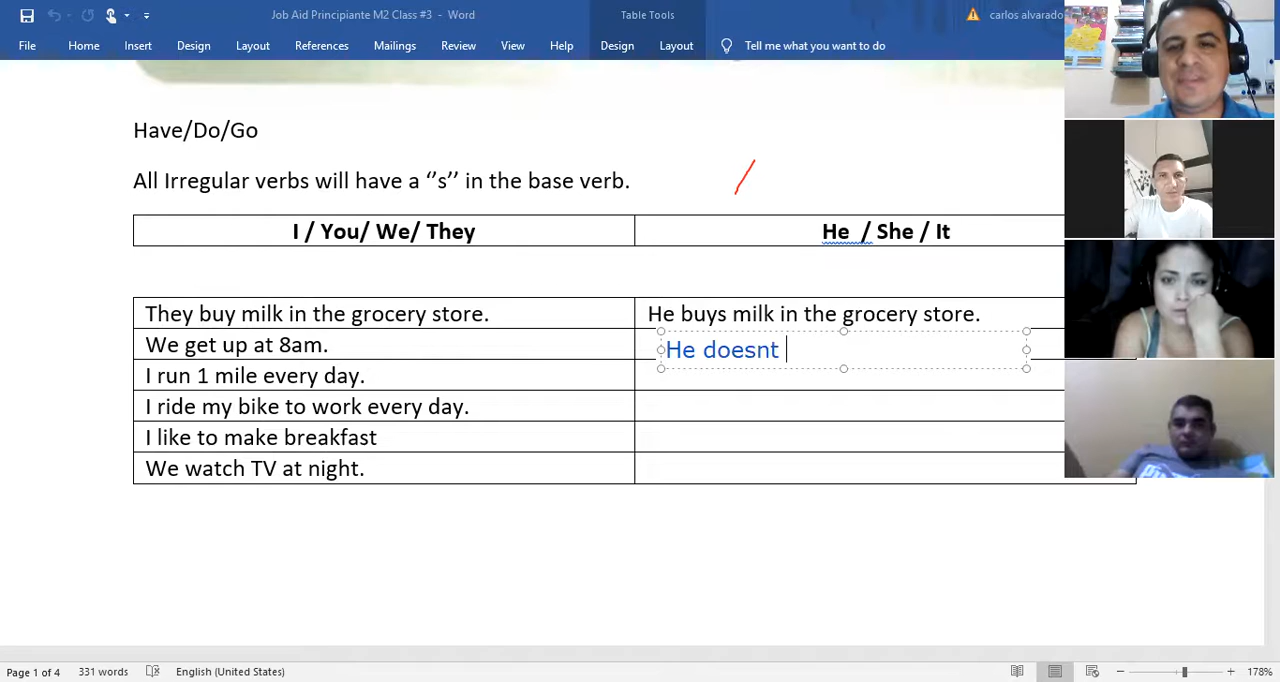 Job Aid Principiante M2 Class #3 - Word
Table Tools
carlos alvarado
File Home Insert Design Layout References Mailings Review View Help Design Layout Tell me what you want to do
Have/Do/Go
All Irregular verbs will have a ‘‘s’’ in the base verb.
I / You/ We/ They He / She / It
They buy milk in the grocery store. He buys milk in the grocery store.
We get up at 8am. He doesnt
I run 1 mile every day.
I ride my bike to work every day.
I like to make breakfast
We watch TV at night.
Page 1 of 4 331 words English (United States) 178%